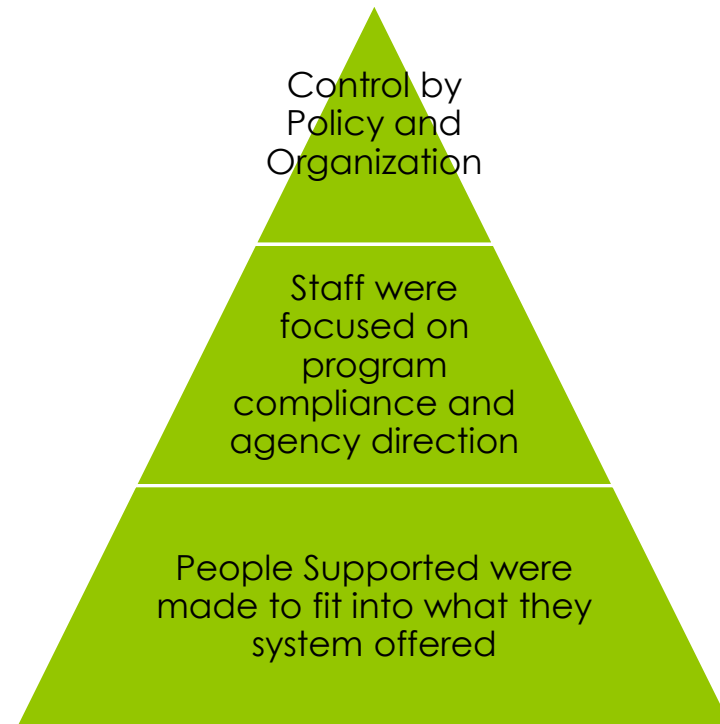 Control by
Policy and
Organization
Staff were
focused on
program
compliance and
agency direction
People Supported were
made to fit into what they
system offered